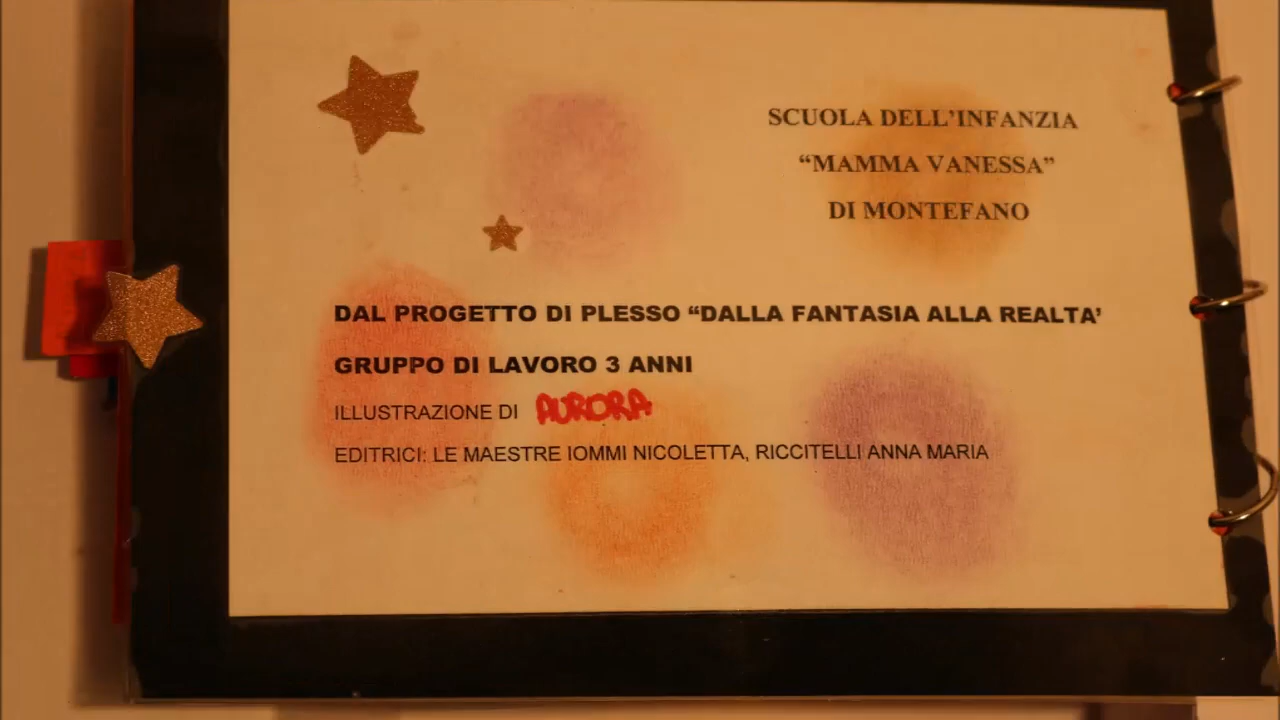 SCUOLA DELL’INFANZIA
“MAMMA VANESSA”
DI MONTEFANO
DAL PROGETTO DI PLESSO “DALLA FANTASIA ALLA REALTA’
GRUPPO DI LAVORO 3 ANNI
ILLUSTRAZIONE DI AURORA
EDITRICI: LE MAESTRE IOMMI NICOLETTA, RICCITELLI ANNA MARIA